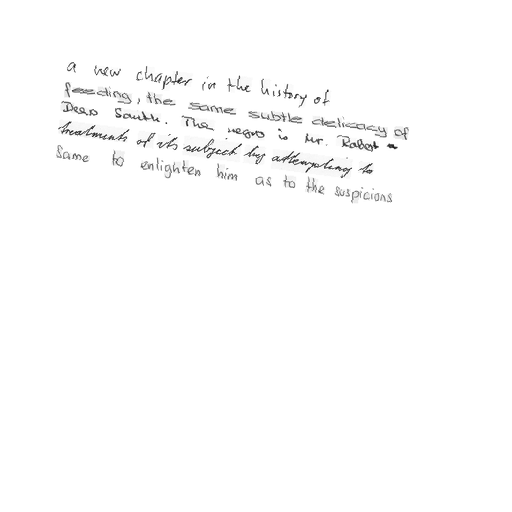 a new chapter in the history of
feeding, the same subtle delicacy of
Deep South. The negro is Mr. Robert -
treatments of its subject by attempting to
same to enlighten him as to the suspicions